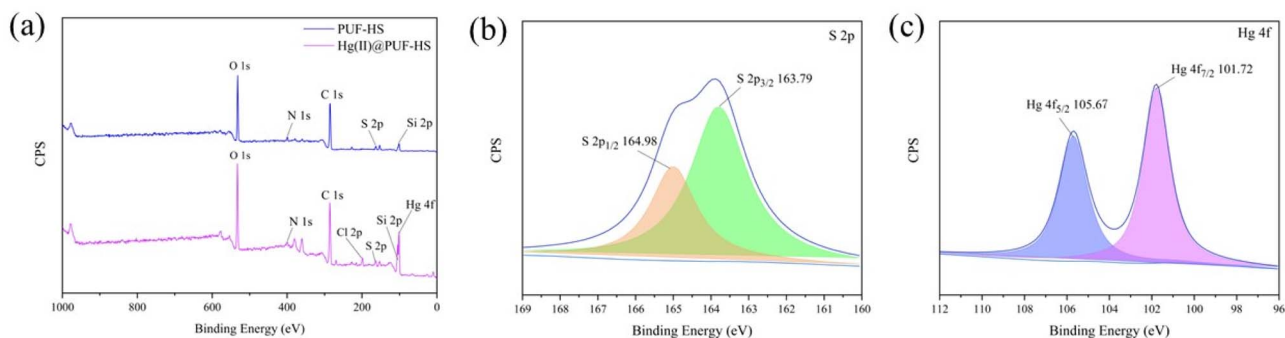 (a)
PUF-HS
Hg(II)@PUF-HS
O 1s
C 1s
N 1s
S 2p
Si 2p
O 1s
C 1s
N 1s
Cl 2p
S 2p
Si 2p
Hg 4f
CPS
1000 800 600 400 200 0
Binding Energy (eV)
(b)
S 2p
S 2p3/2 163.79
S 2p1/2 164.98
CPS
169 168 167 166 165 164 163 162 161 160
Binding Energy (eV)
(c)
Hg 4f
Hg 4f7/2 101.72
Hg 4f5/2 105.67
CPS
112 110 108 106 104 102 100 98 96
Binding Energy (eV)